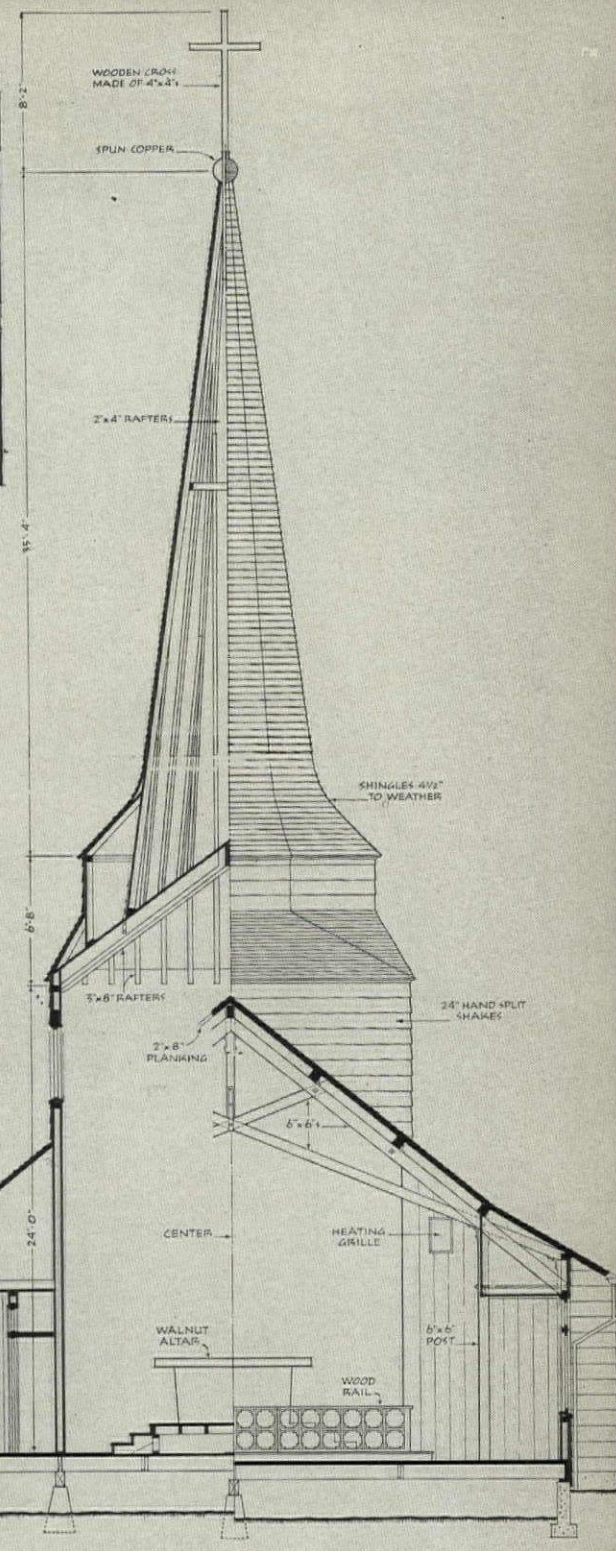 8'-2"
WOODEN CROSS
MADE OF 4"x4"s
SPUN COPPER
2"x4" RAFTERS
35'-4"
SHINGLES 4 1/2"
TO WEATHER
6'-8"
3"x8" RAFTERS
24" HAND SPLIT
SHAKES
2"x8"
PLANKING
6"x6"s
24'-0"
CENTER
HEATING
GRILLE
WALNUT
ALTAR
6"x6"
POST
WOOD
RAIL